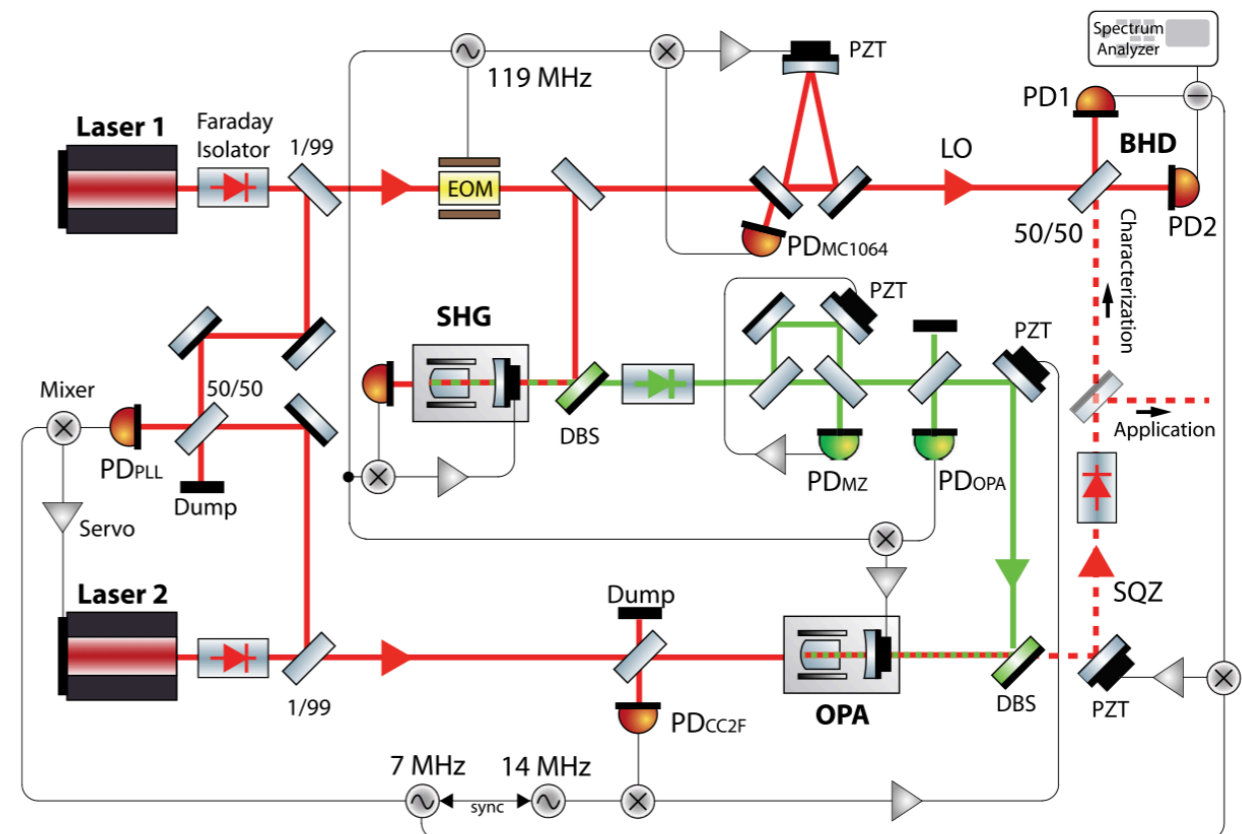 Spectrum
Analyzer
PZT
119 MHz
PD1
Laser 1
Faraday
Isolator
1/99
LO
BHD
EOM
50/50
PD2
PDMC1064
Characterization
PZT
SHG
PZT
50/50
Mixer
DBS
Application
PDPLL
PDMZ
PDOPA
Dump
Servo
Laser 2
Dump
SQZ
1/99
OPA
DBS
PZT
PDCC2F
7 MHz
14 MHz
sync